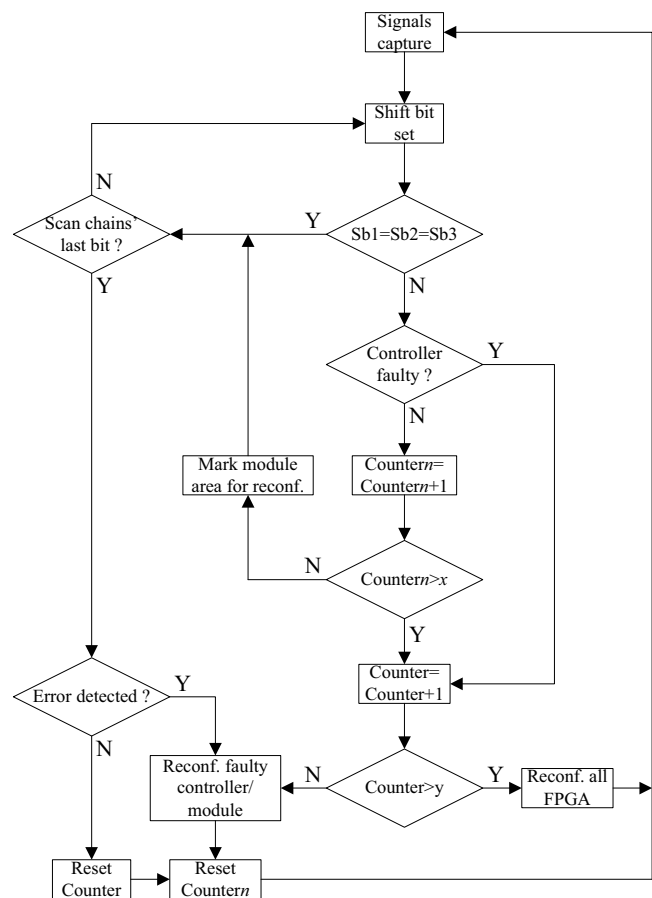 Signals
capture
Shift bit
set
N
Scan chains'
last bit ?
Y
Sb1=Sb2=Sb3
Y
N
Controller
faulty ?
Y
N
Mark module
area for reconf.
Countern=
Countern+1
N
Countern>x
Y
Counter=
Counter+1
Error detected ?
Y
N
Reconf. faulty
controller/
module
N
Counter>y
Y
Reconf. all
FPGA
Reset
Counter
Reset
Countern